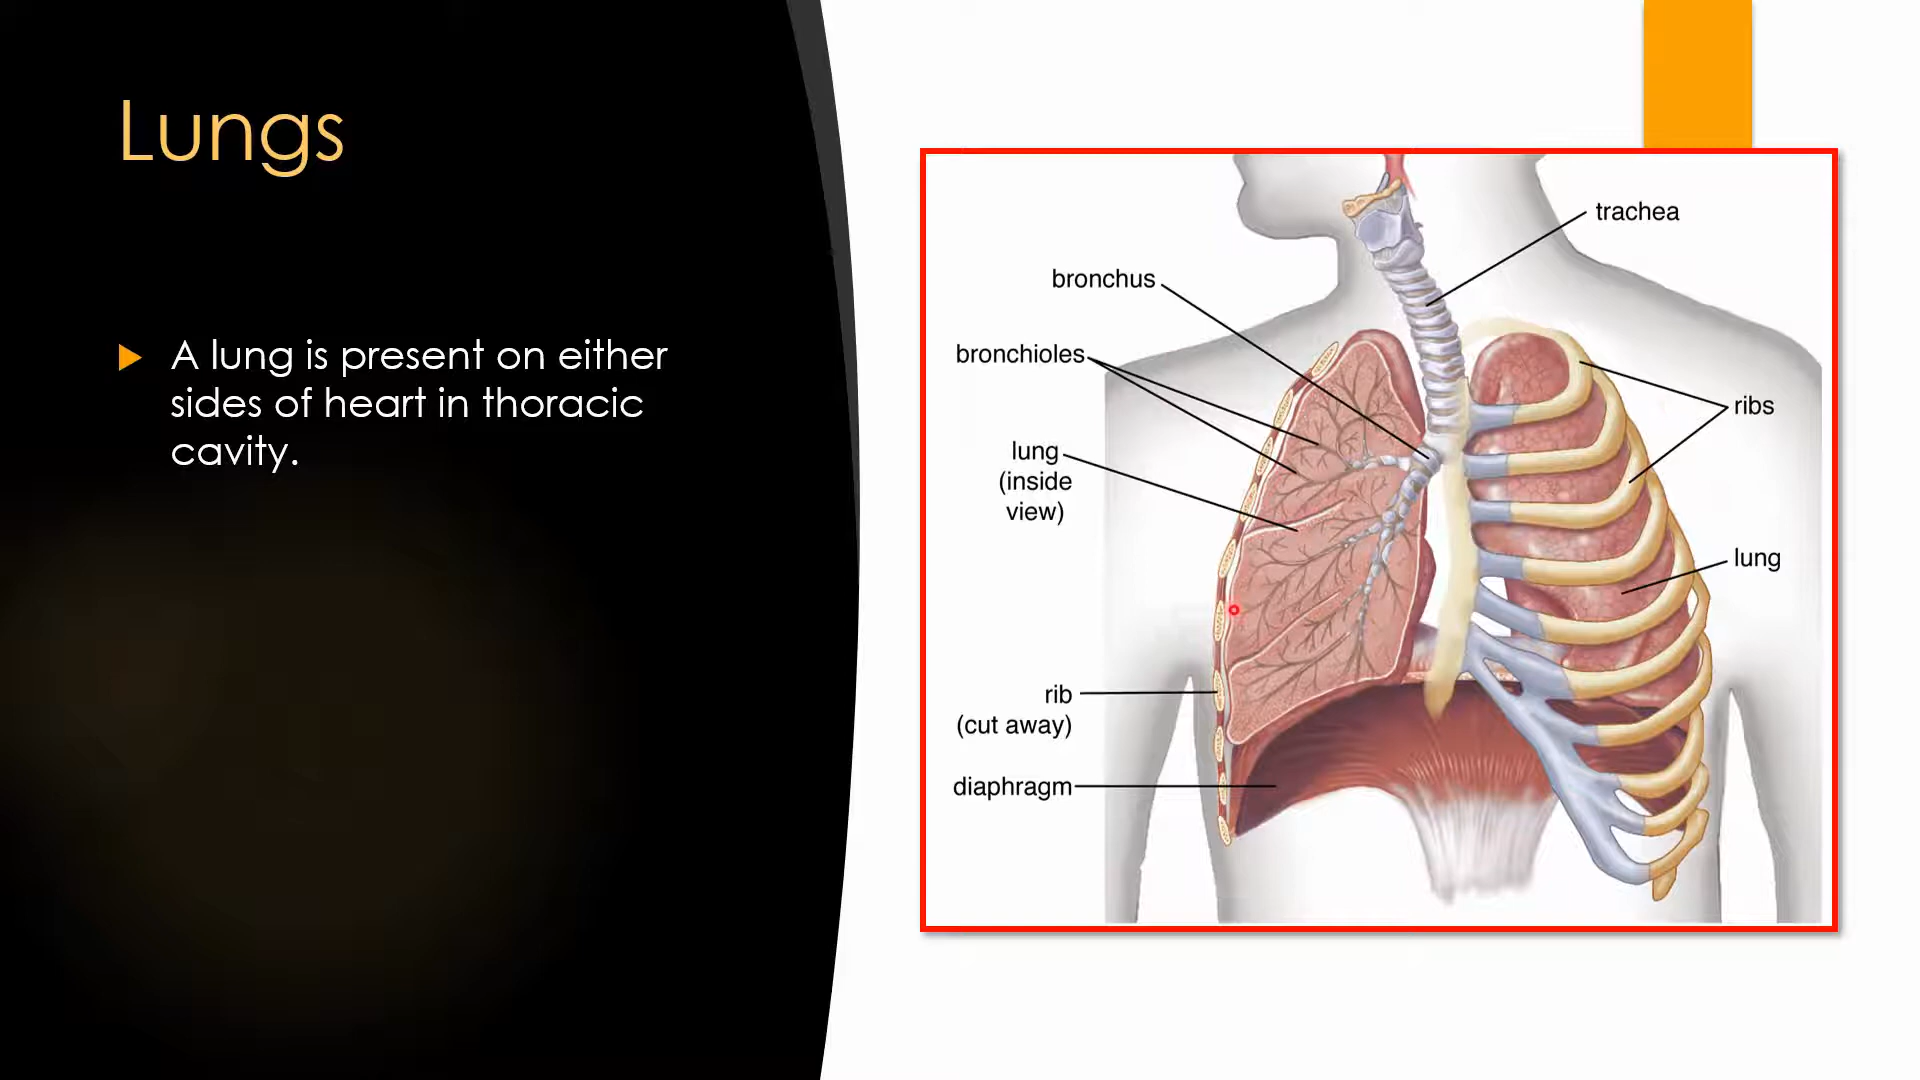 Lungs
A lung is present on either
sides of heart in thoracic
cavity.
trachea
bronchus
bronchioles
ribs
lung
(inside
view)
lung
rib
(cut away)
diaphragm